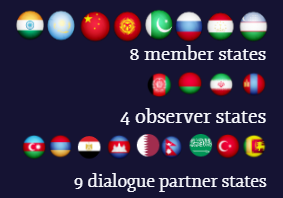 8 member states
4 observer states
9 dialogue partner states